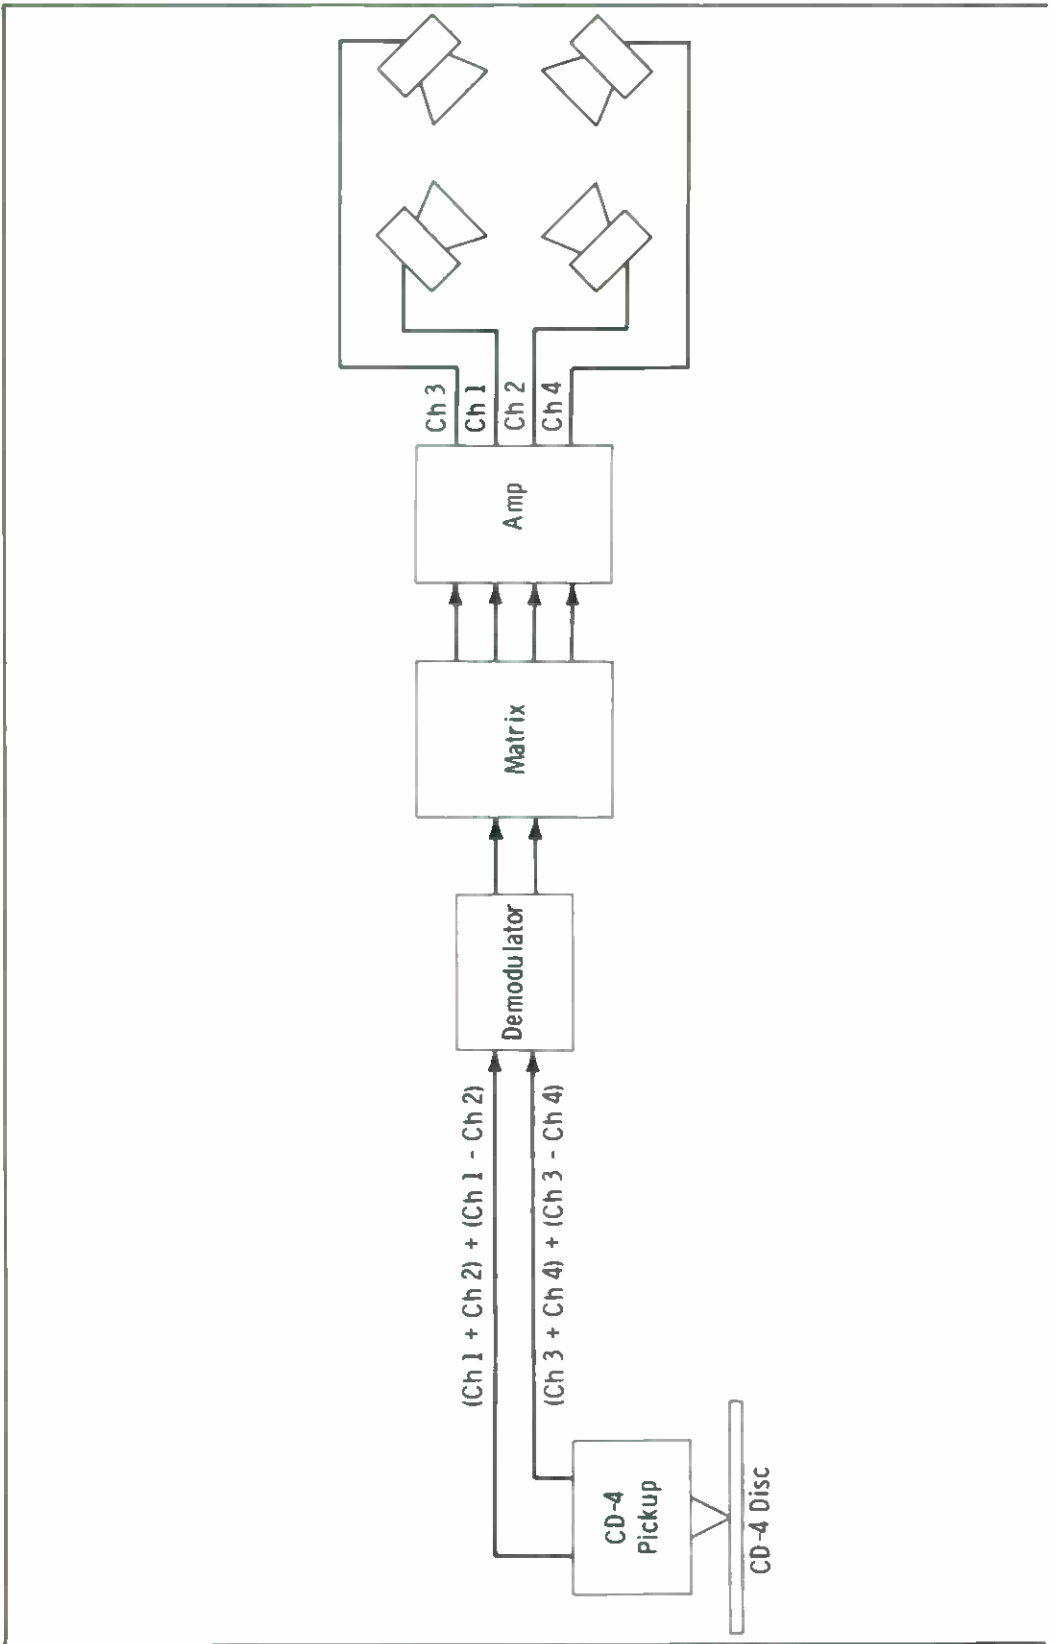 CD-4
Pickup
CD-4 Disc
(Ch 1 + Ch 2) + (Ch 1 - Ch 2)
(Ch 3 + Ch 4) + (Ch 3 - Ch 4)
Demodulator
Matrix
Amp
Ch 3
Ch 1
Ch 2
Ch 4